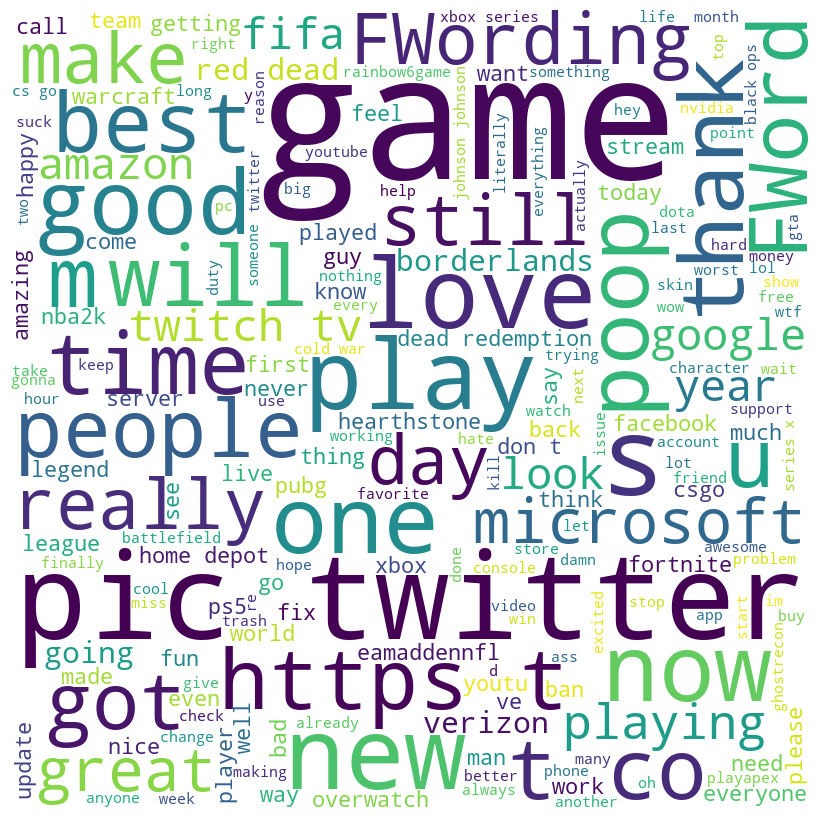 call
team
getting
fifa
FWording
xbox series
life
month
make
right
red dead
rainbow6game
want
something
top
FWord
cs go
warcraft
long
y
reason
game
hey
nvidia
black ops
suck
best
feel
youtube
johnson johnson
literally
everything
stream
point
thank
happy
amazon
big
help
actually
today
dota
hard
gta
two
good
pc
someone twitter
played
still
poop
last
money
come
guy
borderlands
skin
worst
lol
show
amazing
m
will
duty
nothing
know
love
wow
free
wtf
nba2k
twitch tv
every
dead redemption
google
take
gonna
time
keep
first
cold war
play
say
trying
next
character
wait
hour
server
never
use
hearthstone
watch
issue
year
support
people
working
hate
don t
back
facebook
account
much
legend
live
thing
day
kill
look
s
u
lot
friend
series x
see
pubg
favorite
think
csgo
really
one
microsoft
league
battlefield
let
finally
home depot
hope
xbox
done
store
damn
fortnite
awesome
problem
pic twitter
cool
miss
go
console
ps5
re
trash
fix
video
win
excited
stop
app
start
im
buy
world
going
fun
eamaddennfl
ass
now
ghostrecon
made
got
even
give
https t
d
youtu
ban
check
ve
change
well
already
verizon
playing
please
update
nice
player
bad
new
man
many
t
co
need
great
making
better
phone
work
oh
playapex
anyone
week
way
overwatch
always
another
everyone